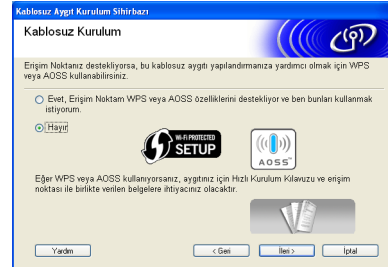 Kablosuz Aygıt Kurulum Sihirbazı
Kablosuz Kurulum
Erişim Noktanız destekliyorsa, bu kablosuz aygıtı yapılandırmanıza yardımcı olmak için WPS
veya AOSS kullanabilirsiniz.
Evet, Erişim Noktam WPS veya AOSS özelliklerini destekliyor ve ben bunları kullanmak
istiyorum.
Hayır
WI-FI PROTECTED
SETUP
AOSS
Eğer WPS veya AOSS kullanıyorsanız, aygıtınız için Hızlı Kurulum Kılavuzu ve erişim
noktası ile birlikte verilen belgelere ihtiyacınız olacaktır.
Yardım
< Geri
İleri >
İptal